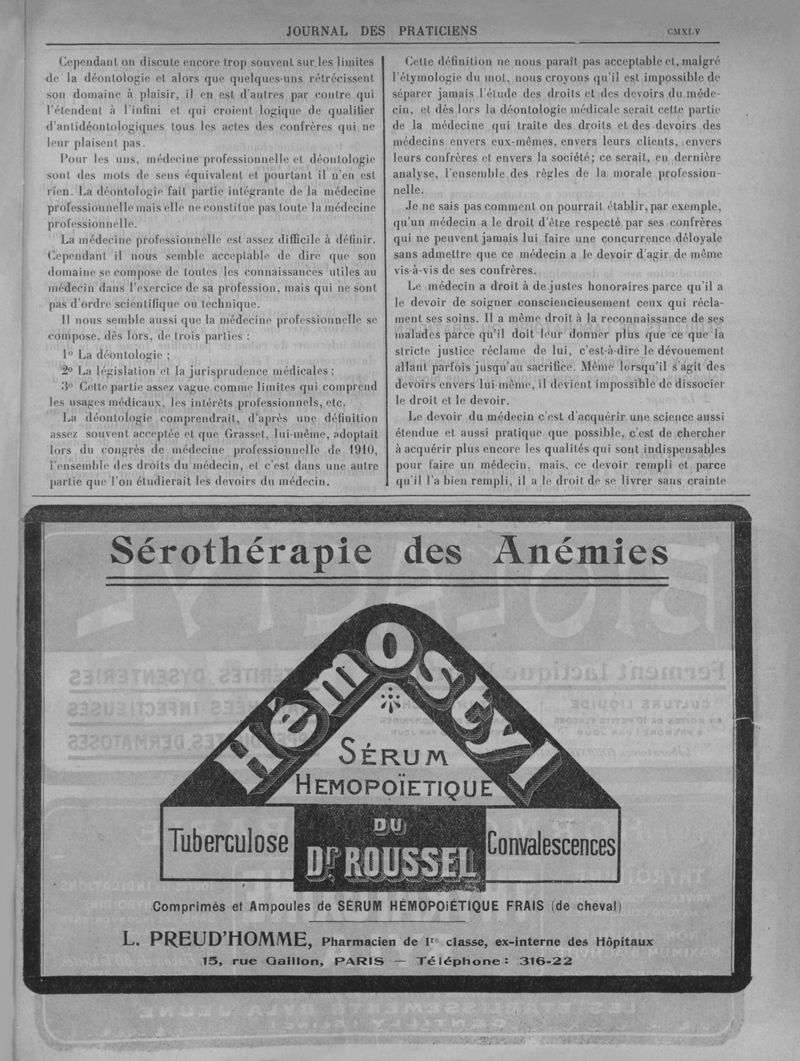 JOURNAL DES PRATICIENS
CMXLV
Cependant on discute encore trop souvent sur les limites
de la déontologie et alors que quelques-uns rétrécissent
son domaine à plaisir, il en est d'autres par contre qui
l'étendent à l'infini et qui croient logique de qualifier
d'antidéontologiques tous les actes des confrères qui ne
leur plaisent pas.
Pour les uns, médecine professionnelle et déontologie
sont des mots de sens équivalent et pourtant il n'en est
rien. La déontologie fait partie intégrante de la médecine
professionnelle mais elle ne constitue pas toute la médecine
professionnelle.
La médecine professionnelle est assez difficile à définir.
Cependant il nous semble acceptable de dire que son
domaine se compose de toutes les connaissances utiles au
médecin dans l'exercice de sa profession, mais qui ne sont
pas d'ordre scientifique ou technique.
Il nous semble aussi que la médecine professionnelle se
compose, dès lors, de trois parties :
1º La déontologie ;
2º La législation et la jurisprudence médicales ;
3º Cette partie assez vague comme limites qui comprend
les usages médicaux, les intérêts professionnels, etc.
La déontologie comprendrait, d'après une définition
assez souvent acceptée et que Grasset, lui-même, adoptait
lors du congrès de médecine professionnelle de 1910,
l'ensemble des droits du médecin, et c'est dans une autre
partie que l'on étudierait les devoirs du médecin.
Cette définition ne nous paraît pas acceptable et, malgré
l'étymologie du mot, nous croyons qu'il est impossible de
séparer jamais l'étude des droits et des devoirs du méde-
cin, et dès lors la déontologie médicale serait cette partie
de la médecine qui traite des droits et des devoirs des
médecins envers eux-mêmes, envers leurs clients, envers
leurs confrères et envers la société; ce serait, en dernière
analyse, l'ensemble des règles de la morale profession-
nelle.
Je ne sais pas comment on pourrait établir, par exemple,
qu'un médecin a le droit d'être respecté par ses confrères
qui ne peuvent jamais lui faire une concurrence déloyale
sans admettre que ce médecin a le devoir d'agir de même
vis-à-vis de ses confrères.
Le médecin a droit à de justes honoraires parce qu'il a
le devoir de soigner consciencieusement ceux qui récla-
ment ses soins. Il a même droit à la reconnaissance de ses
malades parce qu'il doit leur donner plus que ce que la
stricte justice réclame de lui, c'est-à-dire le dévouement
allant parfois jusqu'au sacrifice. Même lorsqu'il s'agit des
devoirs envers lui-même, il devient impossible de dissocier
le droit et le devoir.
Le devoir du médecin c'est d'acquérir une science aussi
étendue et aussi pratique que possible, c'est de chercher
à acquérir plus encore les qualités qui sont indispensables
pour faire un médecin, mais, ce devoir rempli et parce
qu'il l'a bien rempli, il a le droit de se livrer sans crainte
Sérothérapie des Anémies
Hémostyl
SÉRUM
HEMOPOÏETIQUE
DU
Dr ROUSSEL
Tuberculose
Convalescences
Comprimés et Ampoules de SÉRUM HÉMOPOIÉTIQUE FRAIS (de cheval)
L. PREUD'HOMME, Pharmacien de 1re classe, ex-interne des Hôpitaux
15, rue Gaillon, PARIS — Téléphone : 316-22